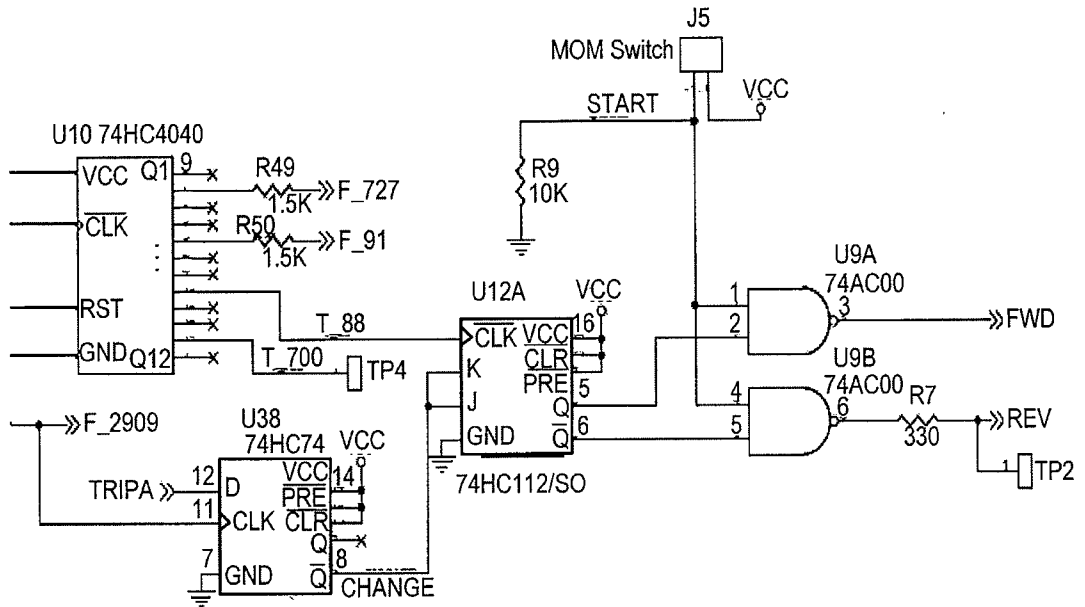 J5
MOM Switch
VCC
START
R9
10K
U10 74HC4040
VCC
Q1
9
CLK
RST
GND
Q12
R49
1.5K
F_727
R50
1.5K
F_91
T_88
T_700
TP4
U12A
VCC
CLK
K
J
GND
VCC
16
CLR
PRE
Q
5
Q
6
74HC112/SO
U9A
74AC00
1
2
3
FWD
U9B
74AC00
4
5
6
R7
330
REV
1
TP2
F_2909
U38
74HC74
VCC
TRIPA
12
D
11
CLK
7
GND
VCC
14
PRE
CLR
Q
Q
8
CHANGE